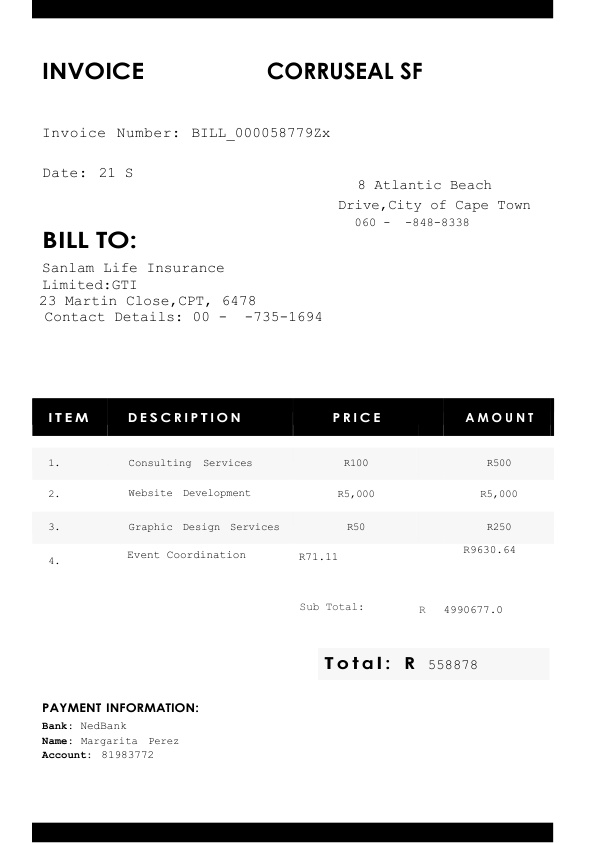 INVOICE CORRUSEAL SF
Invoice Number: BILL_000058779Zx
Date: 21 S
8 Atlantic Beach
Drive,City of Cape Town
060 - -848-8338
BILL TO:
Sanlam Life Insurance
Limited:GTI
23 Martin Close,CPT, 6478
Contact Details: 00 - -735-1694
ITEM DESCRIPTION PRICE AMOUNT
1. Consulting Services R100 R500
2. Website Development R5,000 R5,000
3. Graphic Design Services R50 R250
4. Event Coordination R71.11 R9630.64
Sub Total: R 4990677.0
Total: R 558878
PAYMENT INFORMATION:
Bank: NedBank
Name: Margarita Perez
Account: 81983772